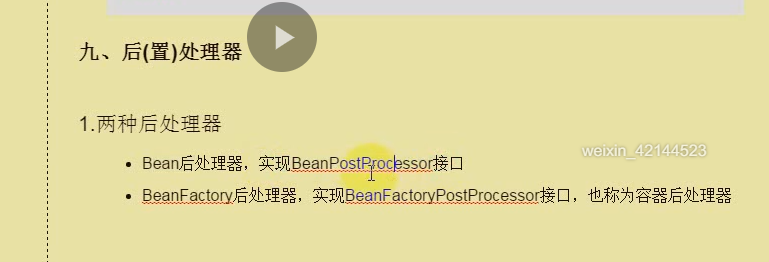 九、后(置)处理器
1.两种后处理器
Bean后处理器，实现BeanPostProcessor接口
weixin_42144523
BeanFactory后处理器，实现BeanFactoryPostProcessor接口，也称为容器后处理器